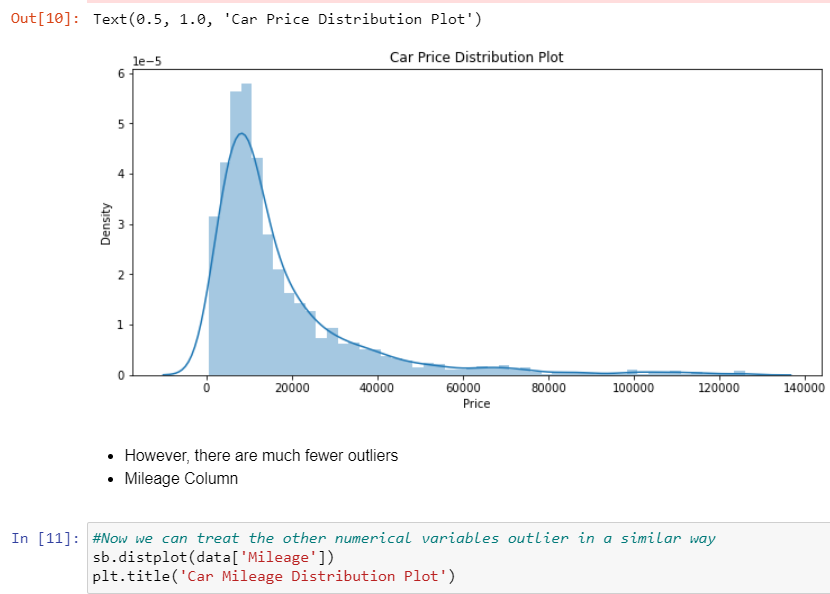 Out[10]: Text(0.5, 1.0, 'Car Price Distribution Plot')
Car Price Distribution Plot
1e−5
6
5
4
3
2
1
0
Density
0 20000 40000 60000 80000 100000 120000 140000
Price
• However, there are much fewer outliers
• Mileage Column
In [11]: #Now we can treat the other numerical variables outlier in a similar way
sb.distplot(data['Mileage'])
plt.title('Car Mileage Distribution Plot')